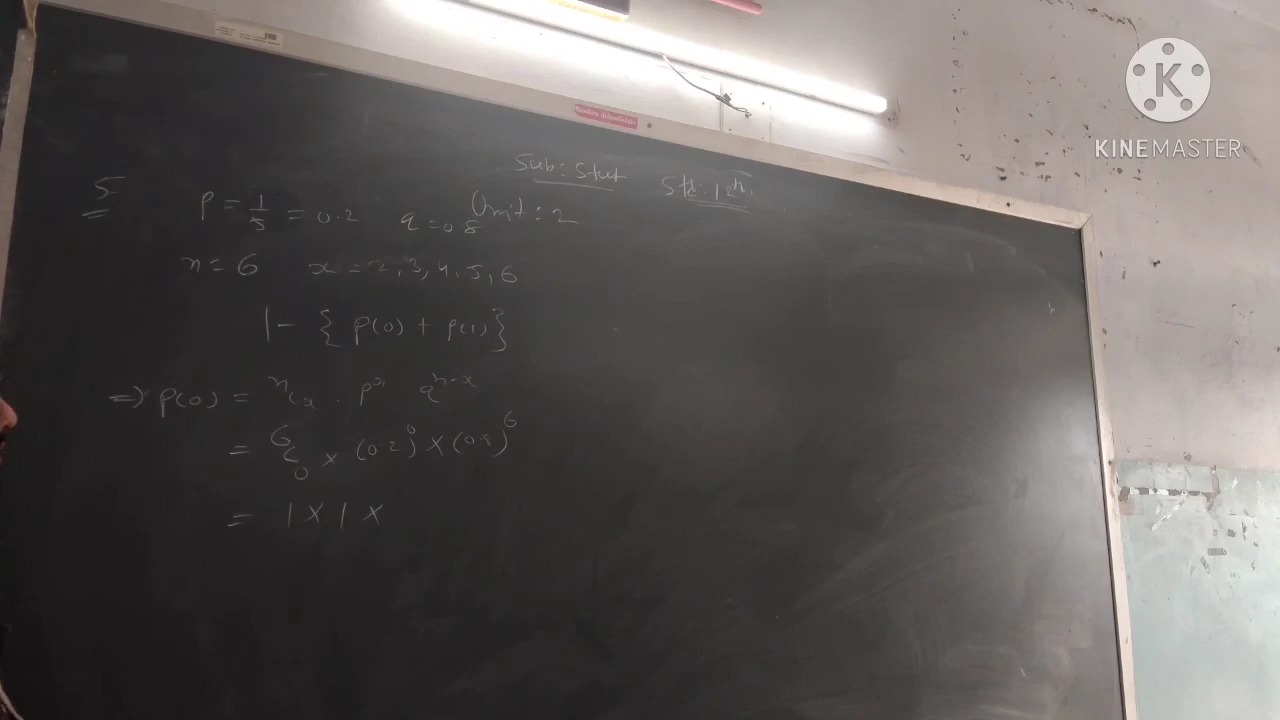 Sub: Stat Std: 12th
Unit: 2
5 p = 1/5 = 0.2 q = 0.8
n = 6 x = 2, 3, 4, 5, 6
1 - { p(0) + p(1) }
=> p(0) = nCx . p^x q^n-x
= 6C0 x (0.2)^0 x (0.8)^6
= 1 x 1 x
K
KINEMASTER